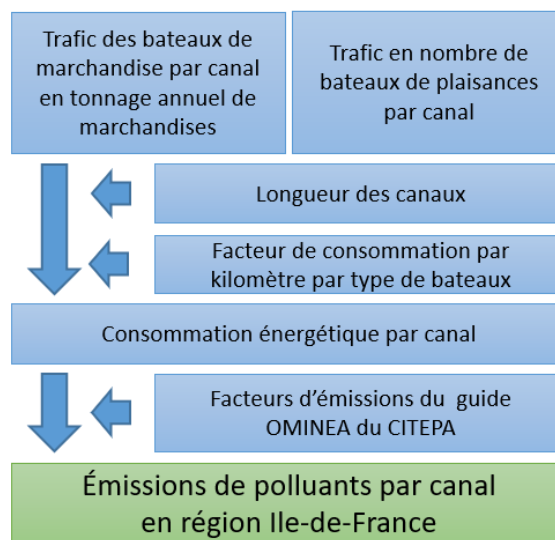 Trafic des bateaux de
marchandise par canal
en tonnage annuel de
marchandises
Trafic en nombre de
bateaux de plaisances
par canal
Longueur des canaux
Facteur de consommation par
kilomètre par type de bateaux
Consommation énergétique par canal
Facteurs d’émissions du guide
OMINEA du CITEPA
Émissions de polluants par canal
en région Ile-de-France